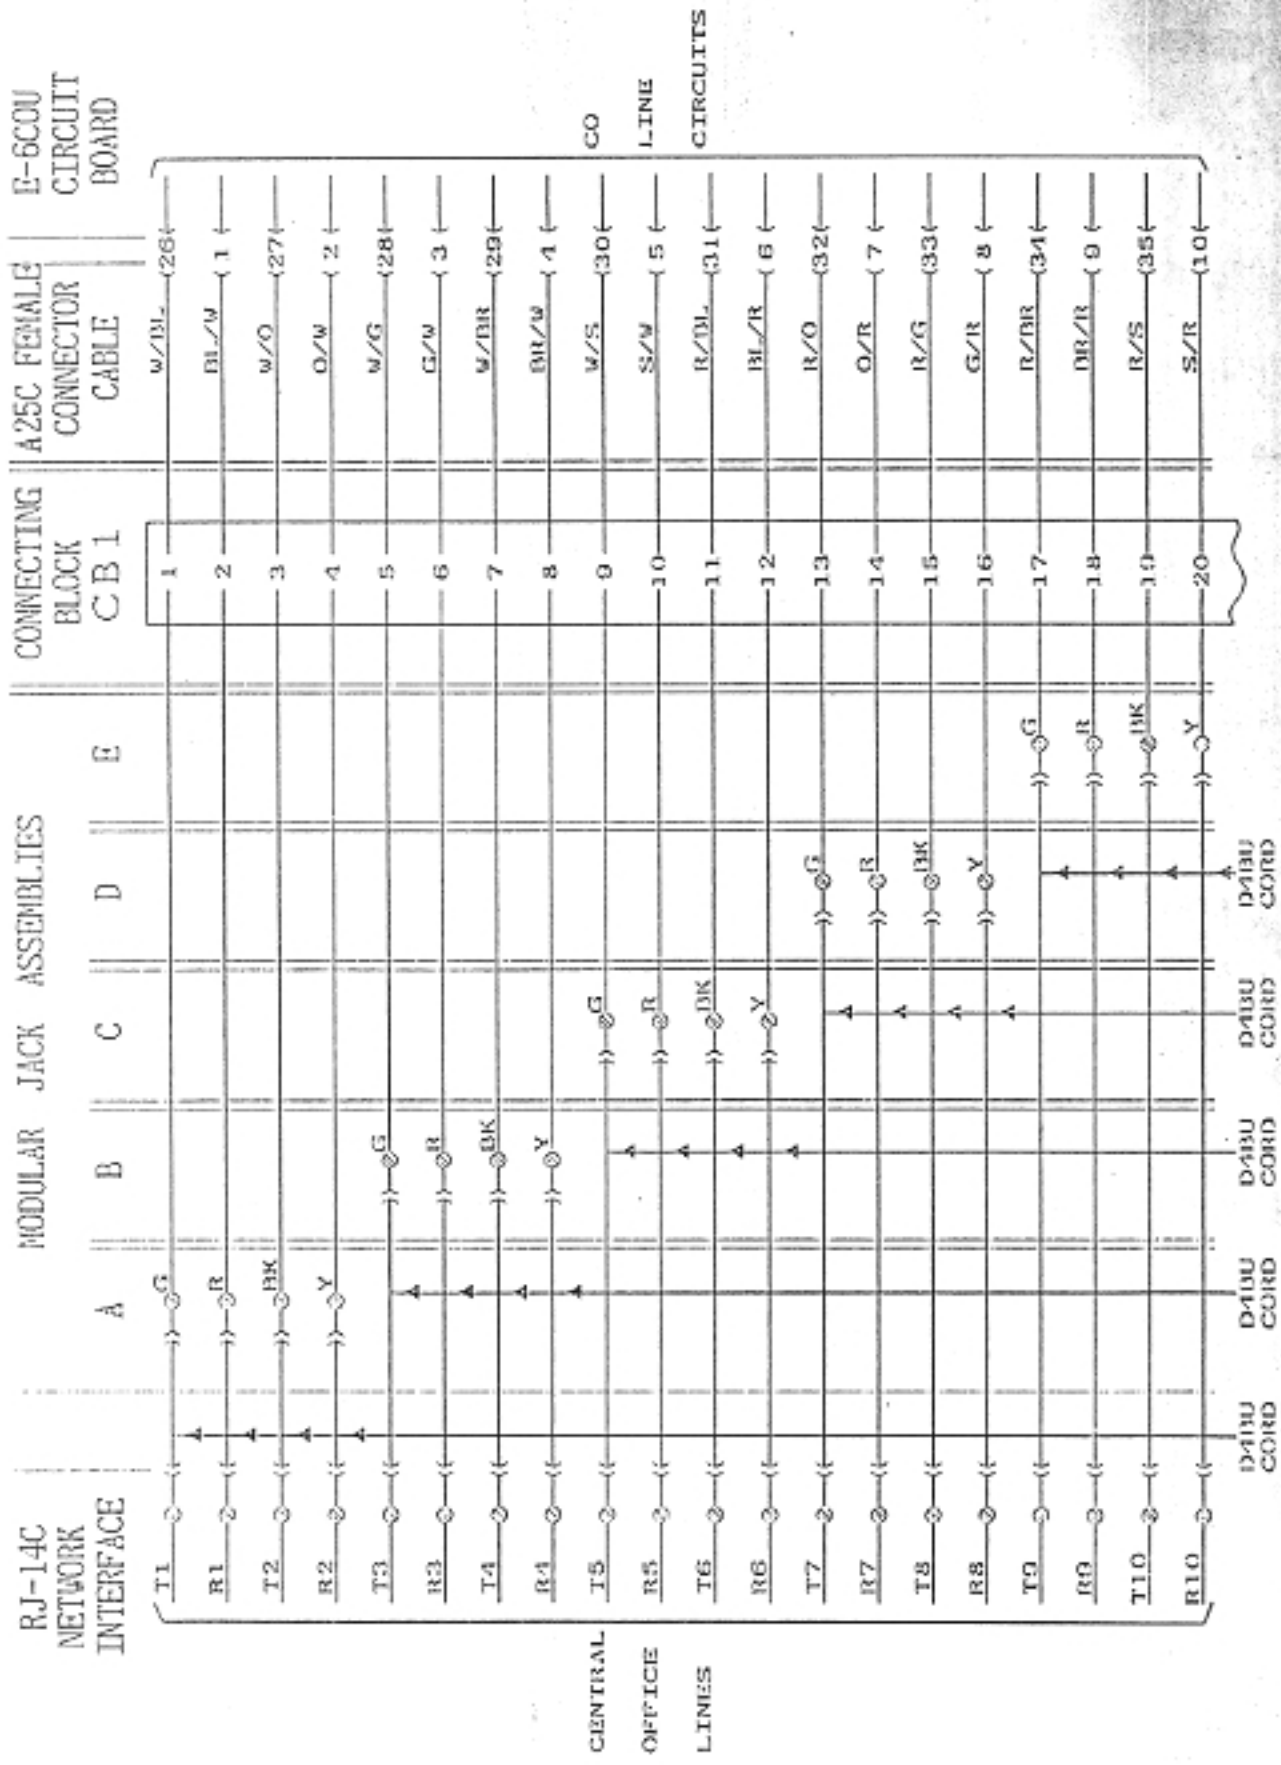 RJ-14C
NETWORK
INTERFACE
MODULAR JACK ASSEMBLIES
A B C D E
CONNECTING
BLOCK
CB1
A25C FEMALE
CONNECTOR
CABLE
E-6COU
CIRCUIT
BOARD
T1 G 1 W/BL 26
R1 R 2 BL/W 1
T2 BK 3 W/O 27
R2 Y 4 O/W 2
T3 G 5 W/G 28
R3 R 6 G/W 3
T4 BK 7 W/BR 29
R4 Y 8 BR/W 4
T5 G 9 W/S 30
R5 R 10 S/W 5
T6 BK 11 R/BL 31
R6 Y 12 BL/R 6
T7 G 13 R/O 32
R7 R 14 O/R 7
T8 BK 15 R/G 33
R8 Y 16 G/R 8
T9 G 17 R/BR 34
R9 R 18 BR/R 9
T10 BK 19 R/S 35
R10 Y 20 S/R 10
CENTRAL
OFFICE
LINES
CO
LINE
CIRCUITS
D4BU
CORD
D4BU
CORD
D4BU
CORD
D4BU
CORD
D4BU
CORD